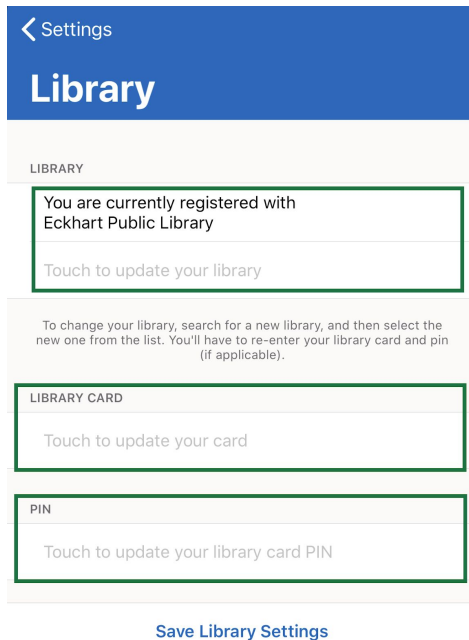 Settings
Library
LIBRARY
You are currently registered with
Eckhart Public Library
Touch to update your library
To change your library, search for a new library, and then select the
new one from the list. You'll have to re-enter your library card and pin
(if applicable).
LIBRARY CARD
Touch to update your card
PIN
Touch to update your library card PIN
Save Library Settings